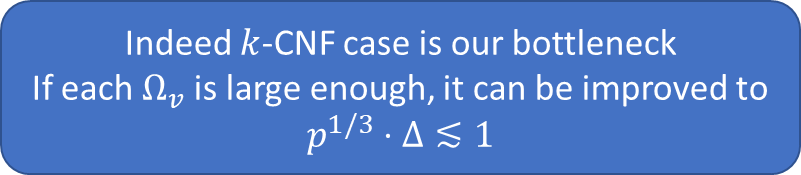 Indeed k-CNF case is our bottleneck
If each Ωᵥ is large enough, it can be improved to
p^{1/3} · Δ ≲ 1